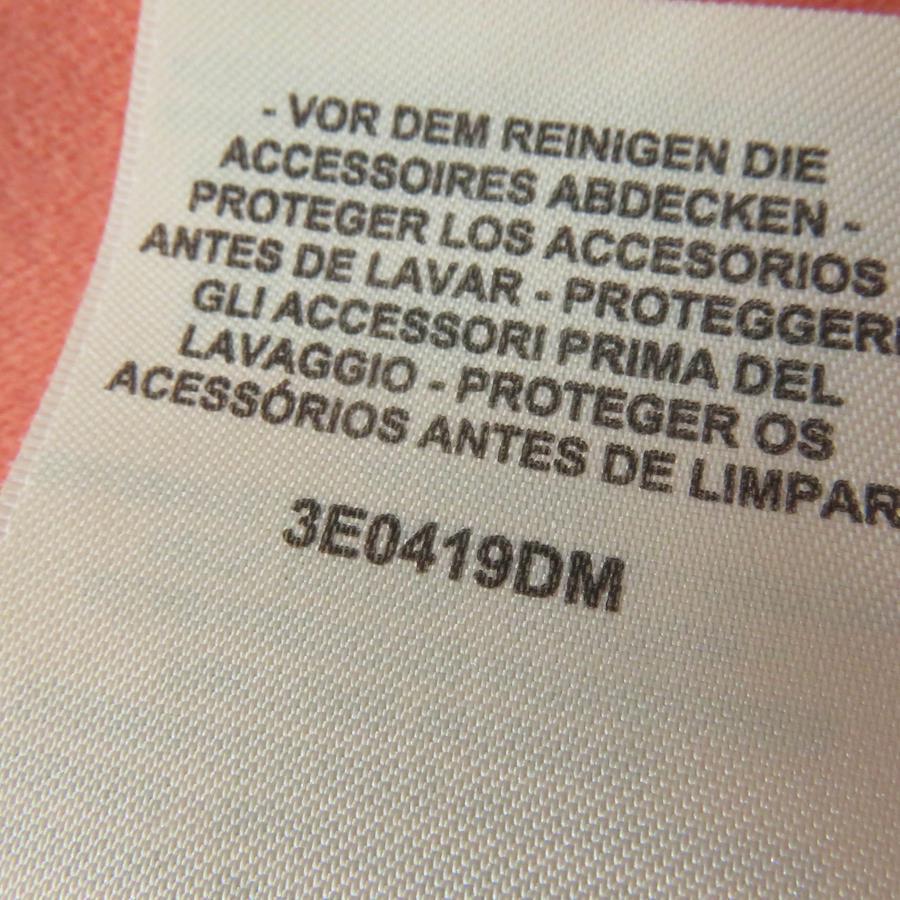 - VOR DEM REINIGEN DIE
ACCESSOIRES ABDECKEN -
PROTEGER LOS ACCESORIOS
ANTES DE LAVAR - PROTEGGERE
GLI ACCESSORI PRIMA DEL
LAVAGGIO - PROTEGER OS
ACESSÓRIOS ANTES DE LIMPAR
3E0419DM